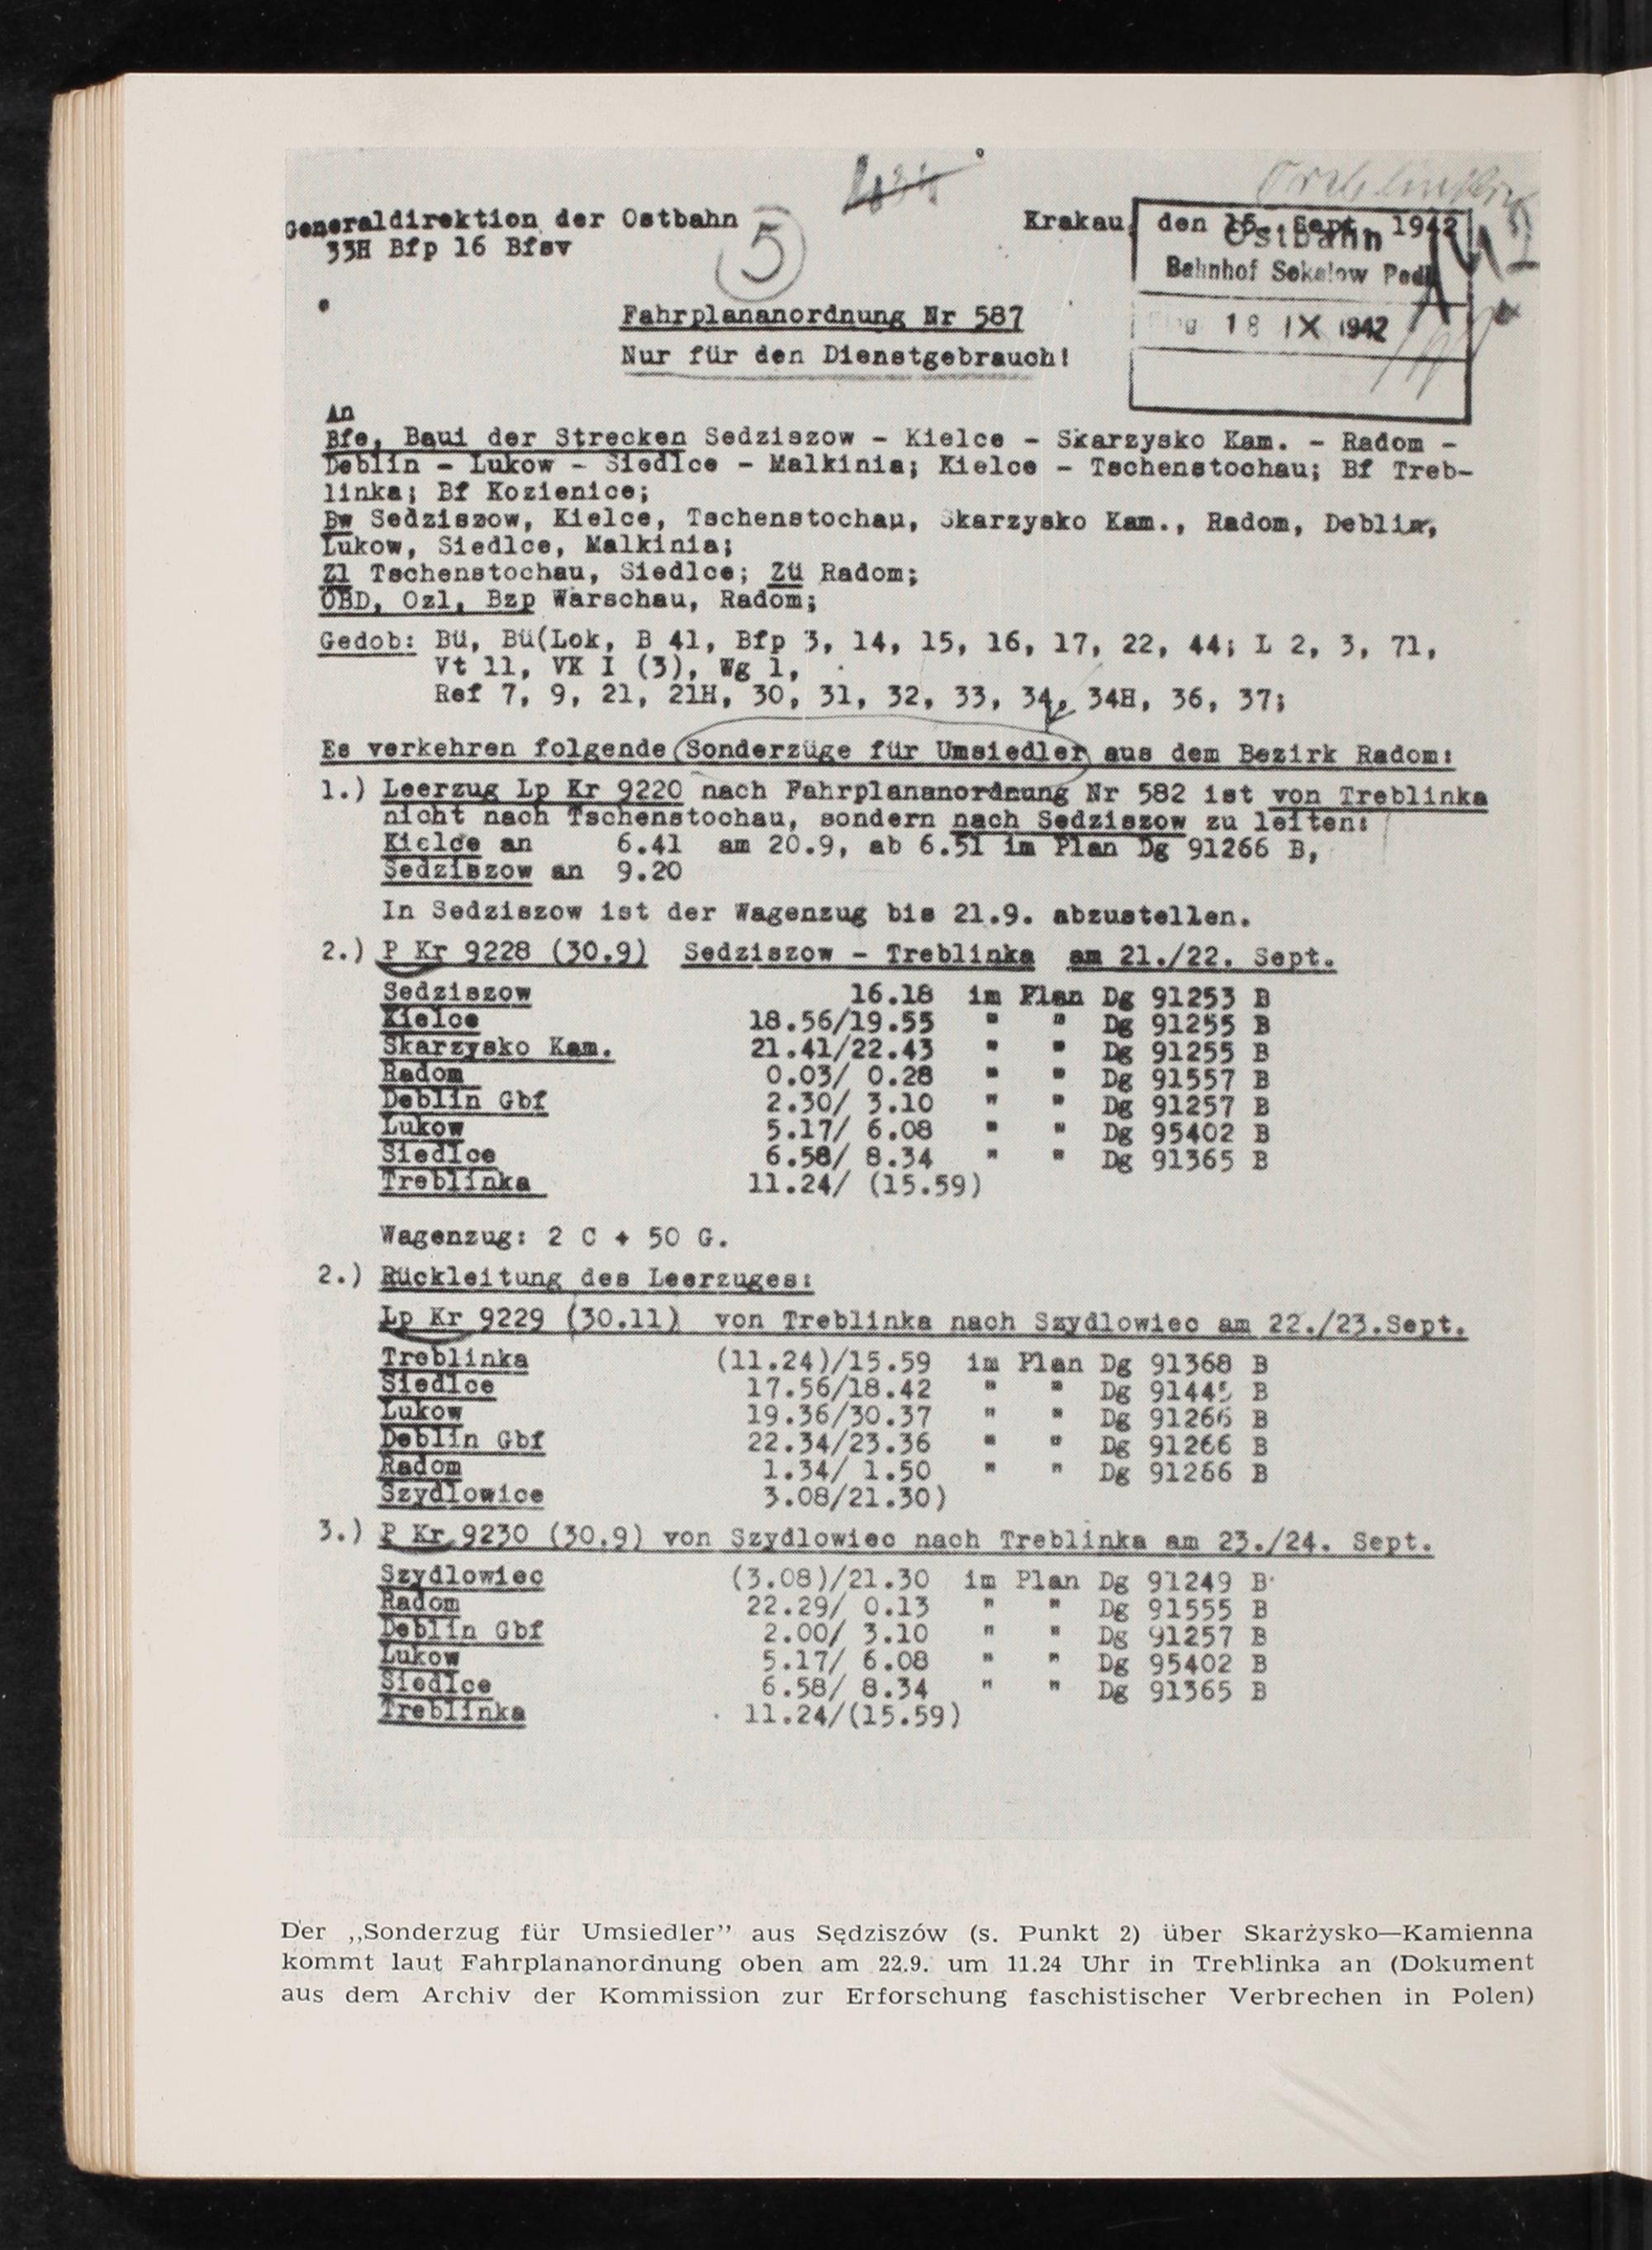 Generaldirektion der Ostbahn
33H Bfp 16 Bfsv
5
Krakau, den 15. Sept. 1942
Ostbahn
Bahnhof Sokolow Podl
18 IX 1942
Fahrplananordnung Nr 587
Nur für den Dienstgebrauch!
An
Bfe, Baui der Strecken Sedziszow - Kielce - Skarzysko Kam. - Radom -
Deblin - Lukow - Siedlce - Malkinia; Kielce - Tschenstochau; Bf Treb-
linka; Bf Kozienice;
Bw Sedziszow, Kielce, Tschenstochau, Skarzysko Kam., Radom, Deblin,
Lukow, Siedlce, Malkinia;
Zl Tschenstochau, Siedlce; Zü Radom;
OBD, Ozl, Bzp Warschau, Radom;
Gedob: Bü, Bü(Lok, B 41, Bfp 3, 14, 15, 16, 17, 22, 44; L 2, 3, 71,
Vt 11, VK I (3), Wg 1,
Ref 7, 9, 21, 21H, 30, 31, 32, 33, 34, 34H, 36, 37;
Es verkehren folgende Sonderzüge für Umsiedler aus dem Bezirk Radom:
1.) Leerzug Lp Kr 9220 nach Fahrplananordnung Nr 582 ist von Treblinka
nicht nach Tschenstochau, sondern nach Sedziszow zu leiten:
Kielce an 6.41 am 20.9, ab 6.51 im Plan Dg 91266 B,
Sedziszow an 9.20
In Sedziszow ist der Wagenzug bis 21.9. abzustellen.
2.) P Kr 9228 (30.9) Sedziszow - Treblinka am 21./22. Sept.
Sedziszow 16.18 im Plan Dg 91253 B
Kielce 18.56/19.55 " " Dg 91255 B
Skarzysko Kam. 21.41/22.43 " " Dg 91255 B
Radom 0.03/ 0.28 " " Dg 91557 B
Deblin Gbf 2.30/ 3.10 " " Dg 91257 B
Lukow 5.17/ 6.08 " " Dg 95402 B
Siedlce 6.58/ 8.34 " " Dg 91365 B
Treblinka 11.24/ (15.59)
Wagenzug: 2 C + 50 G.
2.) Rückleitung des Leerzuges:
Lp Kr 9229 (30.11) von Treblinka nach Szydlowiec am 22./23.Sept.
Treblinka (11.24)/15.59 im Plan Dg 91368 B
Siedlce 17.56/18.42 " " Dg 91445 B
Lukow 19.36/30.37 " " Dg 91266 B
Deblin Gbf 22.34/23.36 " " Dg 91266 B
Radom 1.34/ 1.50 " " Dg 91266 B
Szydlowice 3.08/21.30)
3.) P Kr 9230 (30.9) von Szydlowiec nach Treblinka am 23./24. Sept.
Szydlowiec (3.08)/21.30 im Plan Dg 91249 B
Radom 22.29/ 0.13 " " Dg 91555 B
Deblin Gbf 2.00/ 3.10 " " Dg 91257 B
Lukow 5.17/ 6.08 " " Dg 95402 B
Siedlce 6.58/ 8.34 " " Dg 91365 B
Treblinka 11.24/(15.59)
Der ,,Sonderzug für Umsiedler” aus Sędziszów (s. Punkt 2) über Skarżysko—Kamienna
kommt laut Fahrplananordnung oben am 22.9. um 11.24 Uhr in Treblinka an (Dokument
aus dem Archiv der Kommission zur Erforschung faschistischer Verbrechen in Polen)